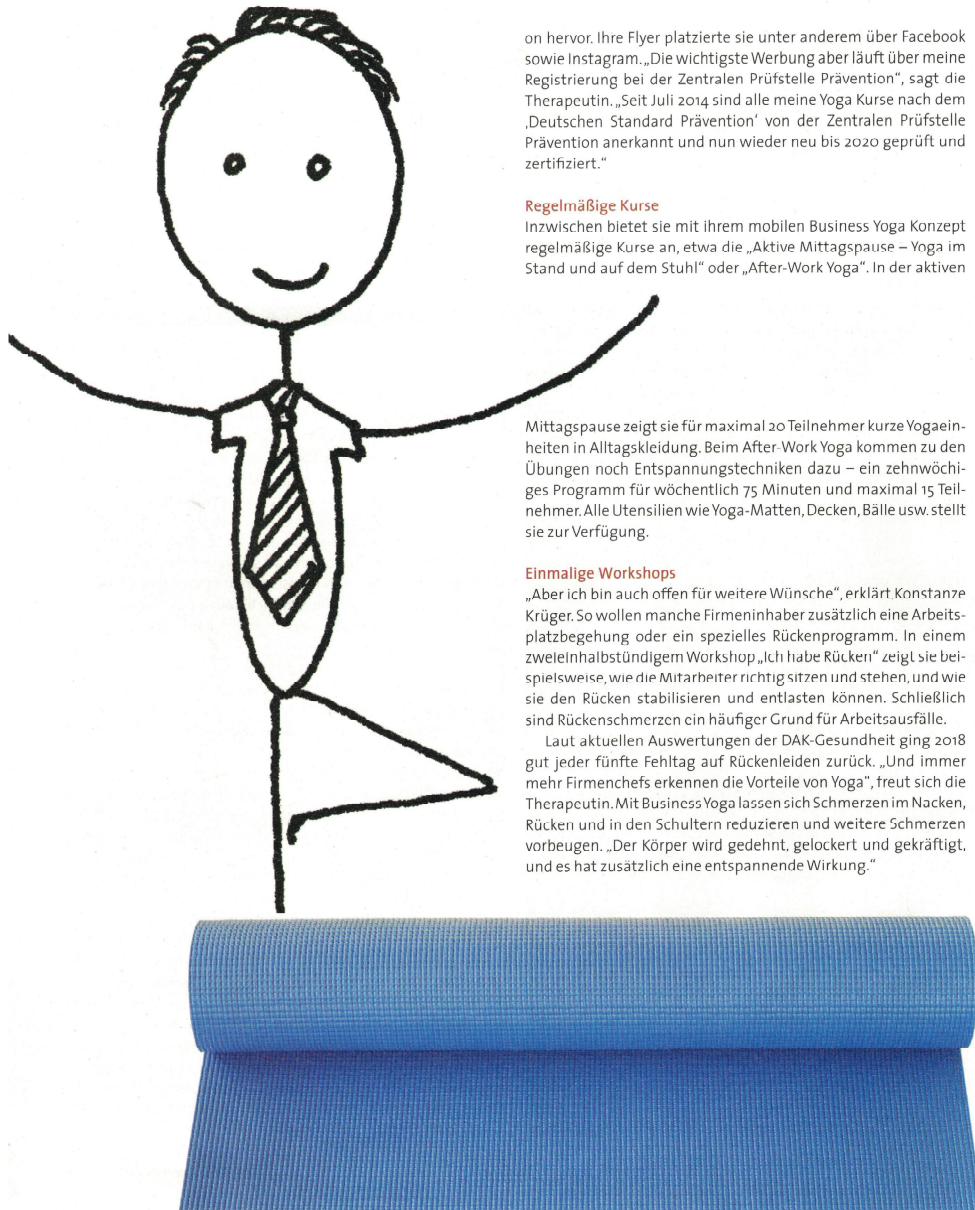 on hervor. Ihre Flyer platzierte sie unter anderem über Facebook
sowie Instagram. „Die wichtigste Werbung aber läuft über meine
Registrierung bei der Zentralen Prüfstelle Prävention“, sagt die
Therapeutin. „Seit Juli 2014 sind alle meine Yoga Kurse nach dem
‚Deutschen Standard Prävention‘ von der Zentralen Prüfstelle
Prävention anerkannt und nun wieder neu bis 2020 geprüft und
zertifiziert.“
Regelmäßige Kurse
Inzwischen bietet sie mit ihrem mobilen Business Yoga Konzept
regelmäßige Kurse an, etwa die „Aktive Mittagspause – Yoga im
Stand und auf dem Stuhl“ oder „After-Work Yoga“. In der aktiven
Mittagspause zeigt sie für maximal 20 Teilnehmer kurze Yogaein-
heiten in Alltagskleidung. Beim After-Work Yoga kommen zu den
Übungen noch Entspannungstechniken dazu – ein zehnwöchi-
ges Programm für wöchentlich 75 Minuten und maximal 15 Teil-
nehmer. Alle Utensilien wie Yoga-Matten, Decken, Bälle usw. stellt
sie zur Verfügung.
Einmalige Workshops
„Aber ich bin auch offen für weitere Wünsche“, erklärt Konstanze
Krüger. So wollen manche Firmeninhaber zusätzlich eine Arbeits-
platzbegehung oder ein spezielles Rückenprogramm. In einem
zweieinhalbstündigem Workshop „Ich habe Rücken“ zeigt sie bei-
spielsweise, wie die Mitarbeiter richtig sitzen und stehen, und wie
sie den Rücken stabilisieren und entlasten können. Schließlich
sind Rückenschmerzen ein häufiger Grund für Arbeitsausfälle.
Laut aktuellen Auswertungen der DAK-Gesundheit ging 2018
gut jeder fünfte Fehltag auf Rückenleiden zurück. „Und immer
mehr Firmenchefs erkennen die Vorteile von Yoga", freut sich die
Therapeutin. Mit Business Yoga lassen sich Schmerzen im Nacken,
Rücken und in den Schultern reduzieren und weitere Schmerzen
vorbeugen. „Der Körper wird gedehnt, gelockert und gekräftigt,
und es hat zusätzlich eine entspannende Wirkung.“